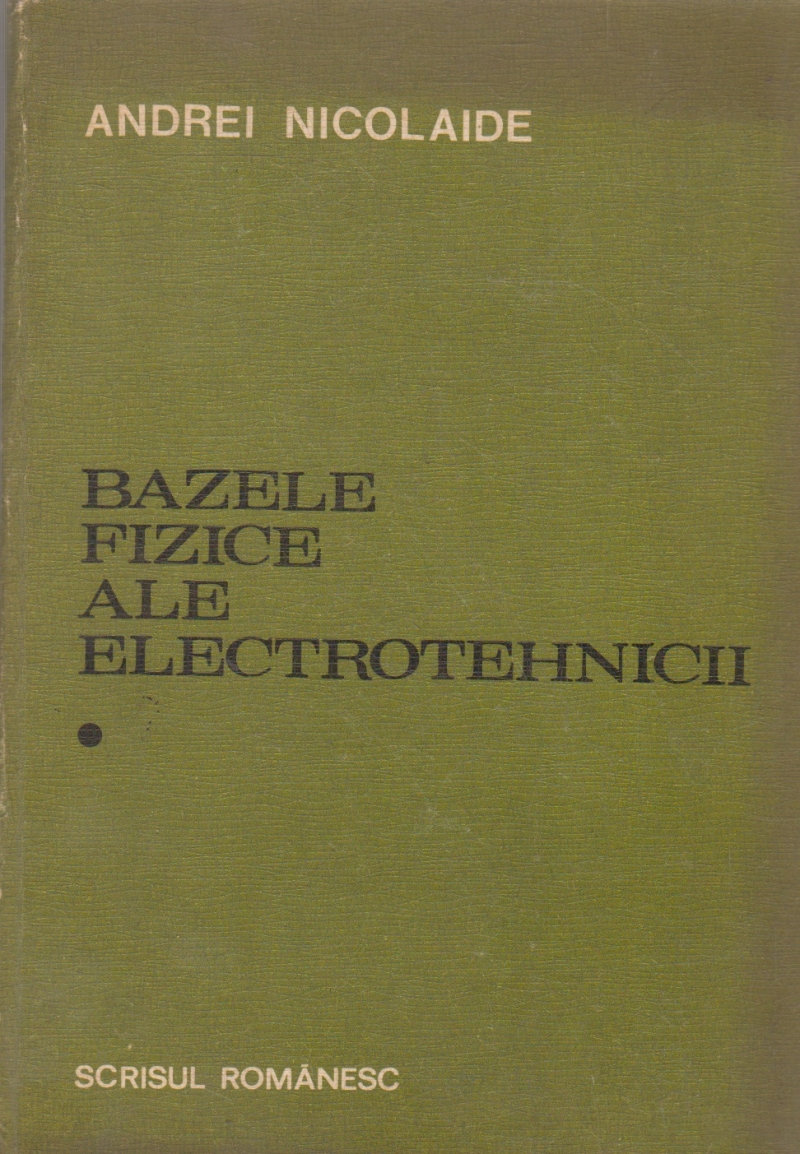 ANDREI NICOLAIDE
BAZELE
FIZICE
ALE
ELECTROTEHNICII
SCRISUL ROMÂNESC